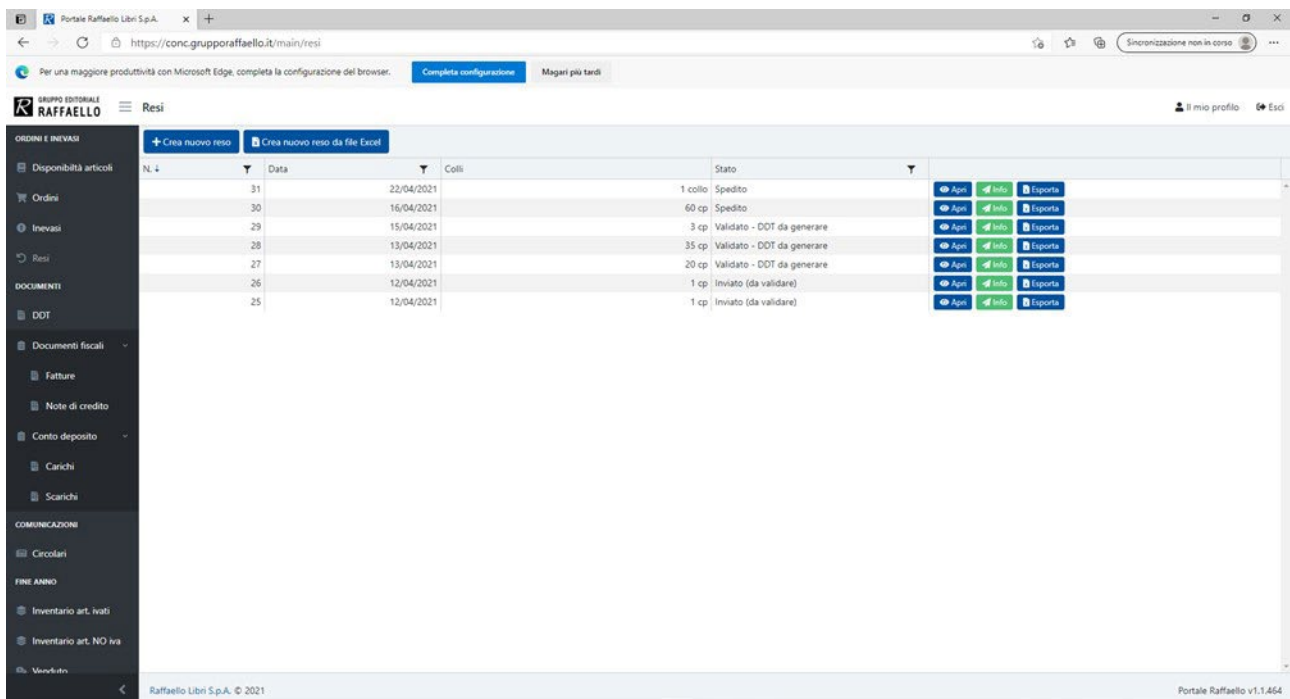 Portale Raffaello Libri S.p.A.
https://conc.grupporaffaello.it/main/resi
Sincronizzazione non in corso
Per una maggiore produttività con Microsoft Edge, completa la configurazione del browser.
Completa configurazione
Magari più tardi
GRUPPO EDITORIALE
RAFFAELLO
Resi
Il mio profilo
Esci
ORDINI E INEVASI
Disponibiltà articoli
Ordini
Inevasi
Resi
DOCUMENTI
DDT
Documenti fiscali
Fatture
Note di credito
Conto deposito
Carichi
Scarichi
COMUNICAZIONI
Circolari
FINE ANNO
Inventario art. ivati
Inventario art. NO iva
Venduto
+ Crea nuovo reso
Crea nuovo reso da file Excel
N. ↓ Data Colli Stato
31 22/04/2021 1 collo Spedito Apri Info Esporta
30 16/04/2021 60 cp Spedito Apri Info Esporta
29 15/04/2021 3 cp Validato - DDT da generare Apri Info Esporta
28 13/04/2021 35 cp Validato - DDT da generare Apri Info Esporta
27 13/04/2021 20 cp Validato - DDT da generare Apri Info Esporta
26 12/04/2021 1 cp Inviato (da validare) Apri Info Esporta
25 12/04/2021 1 cp Inviato (da validare) Apri Info Esporta
Raffaello Libri S.p.A. © 2021
Portale Raffaello v1.1.464